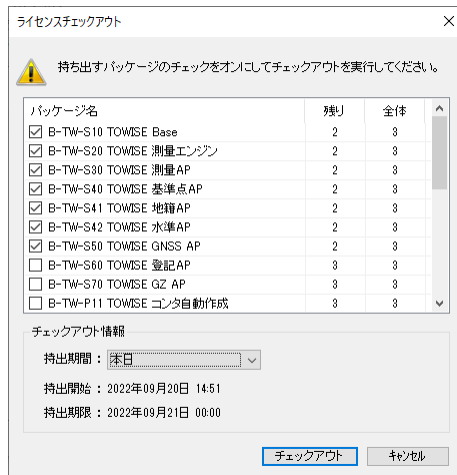 ライセンスチェックアウト
持ち出すパッケージのチェックをオンにしてチェックアウトを実行してください。
パッケージ名 残り 全体
B-TW-S10 TOWISE Base 2 3
B-TW-S20 TOWISE 測量エンジン 2 3
B-TW-S30 TOWISE 測量AP 2 3
B-TW-S40 TOWISE 基準点AP 2 3
B-TW-S41 TOWISE 地籍AP 2 3
B-TW-S42 TOWISE 水準AP 2 3
B-TW-S50 TOWISE GNSS AP 2 3
B-TW-S60 TOWISE 登記AP 3 3
B-TW-S70 TOWISE GZ AP 3 3
B-TW-P11 TOWISE コンタ自動作成 3 3
チェックアウト情報
持出期間： 本日
持出開始： 2022年09月20日 14:51
持出期限： 2022年09月21日 00:00
チェックアウト キャンセル